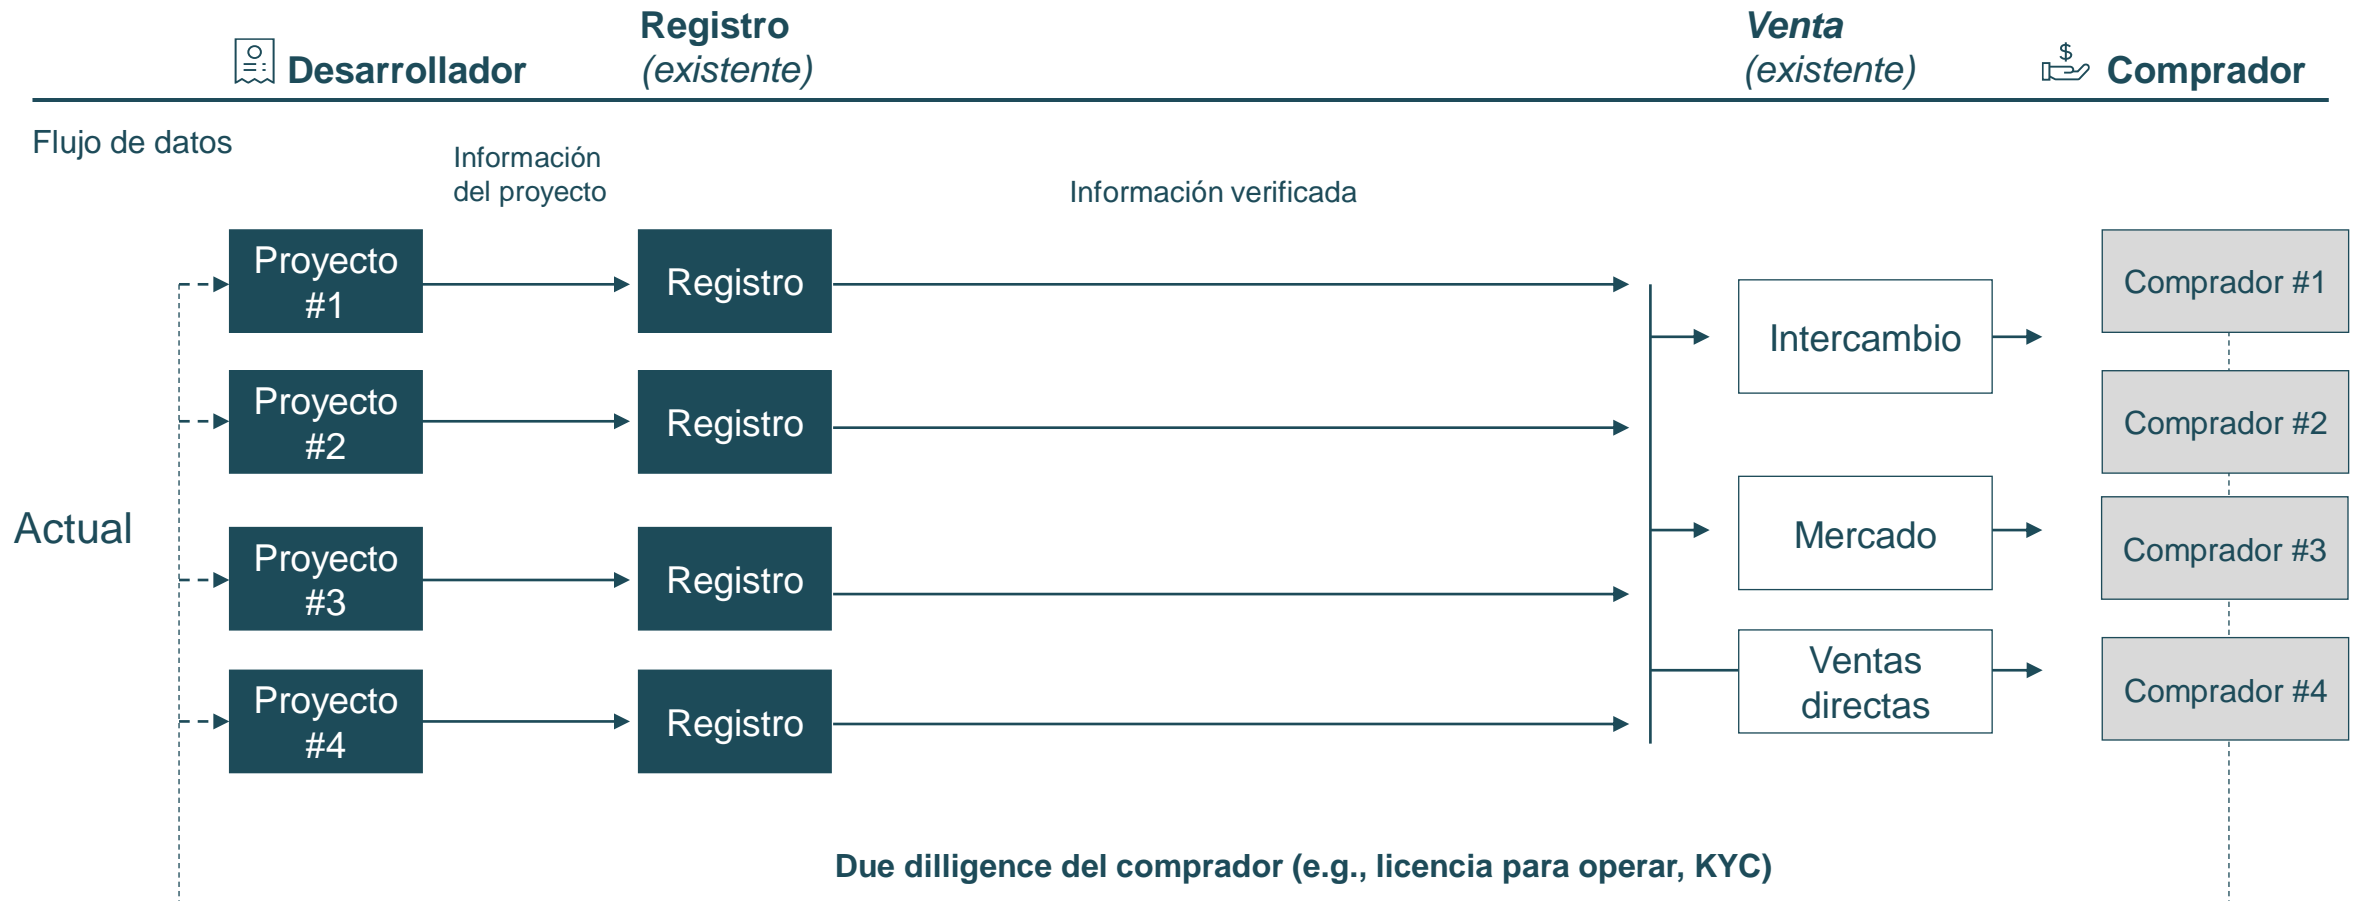 Desarrollador
Registro
(existente)
Venta
(existente)
Comprador
Flujo de datos
Información
del proyecto
Información verificada
Proyecto
#1
Registro
Intercambio
Comprador #1
Proyecto
#2
Registro
Comprador #2
Actual
Proyecto
#3
Registro
Mercado
Comprador #3
Proyecto
#4
Registro
Ventas
directas
Comprador #4
Due dilligence del comprador (e.g., licencia para operar, KYC)